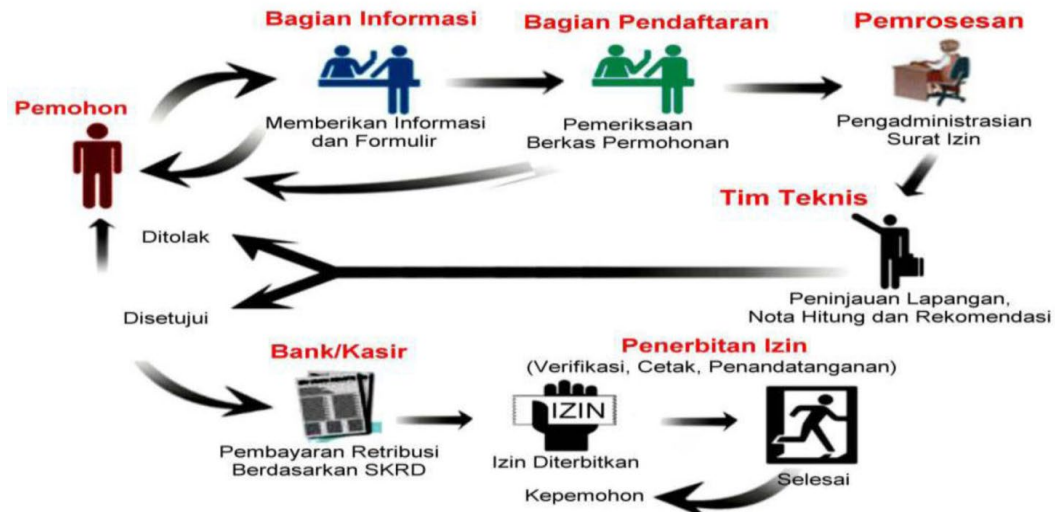 Bagian Informasi
Bagian Pendaftaran
Pemrosesan
Pemohon
Memberikan Informasi
dan Formulir
Pemeriksaan
Berkas Permohonan
Pengadministrasian
Surat Izin
Tim Teknis
Ditolak
Peninjauan Lapangan,
Nota Hitung dan Rekomendasi
Disetujui
Bank/Kasir
Penerbitan Izin
(Verifikasi, Cetak, Penandatanganan)
IZIN
Pembayaran Retribusi
Berdasarkan SKRD
Izin Diterbitkan
Selesai
Kepemohon